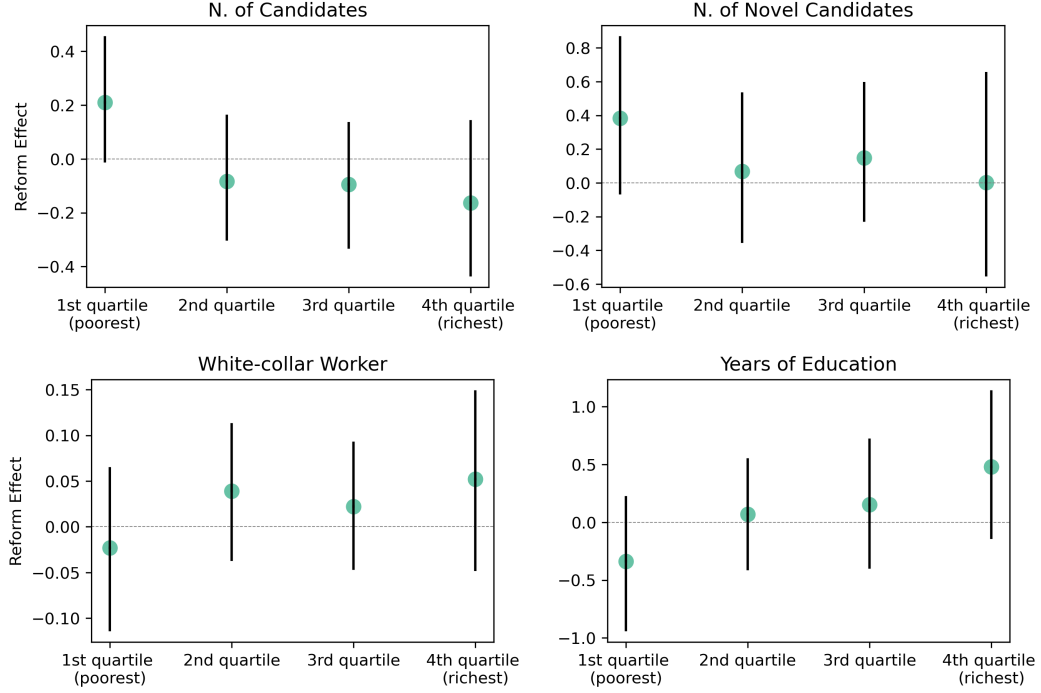 N. of Candidates
N. of Novel Candidates
Reform Effect
0.4
0.2
0.0
−0.2
−0.4
1st quartile
(poorest)
2nd quartile
3rd quartile
4th quartile
(richest)
0.8
0.6
0.4
0.2
0.0
−0.2
−0.4
−0.6
1st quartile
(poorest)
2nd quartile
3rd quartile
4th quartile
(richest)
White-collar Worker
Years of Education
Reform Effect
0.15
0.10
0.05
0.00
−0.05
−0.10
1st quartile
(poorest)
2nd quartile
3rd quartile
4th quartile
(richest)
1.0
0.5
0.0
−0.5
−1.0
1st quartile
(poorest)
2nd quartile
3rd quartile
4th quartile
(richest)